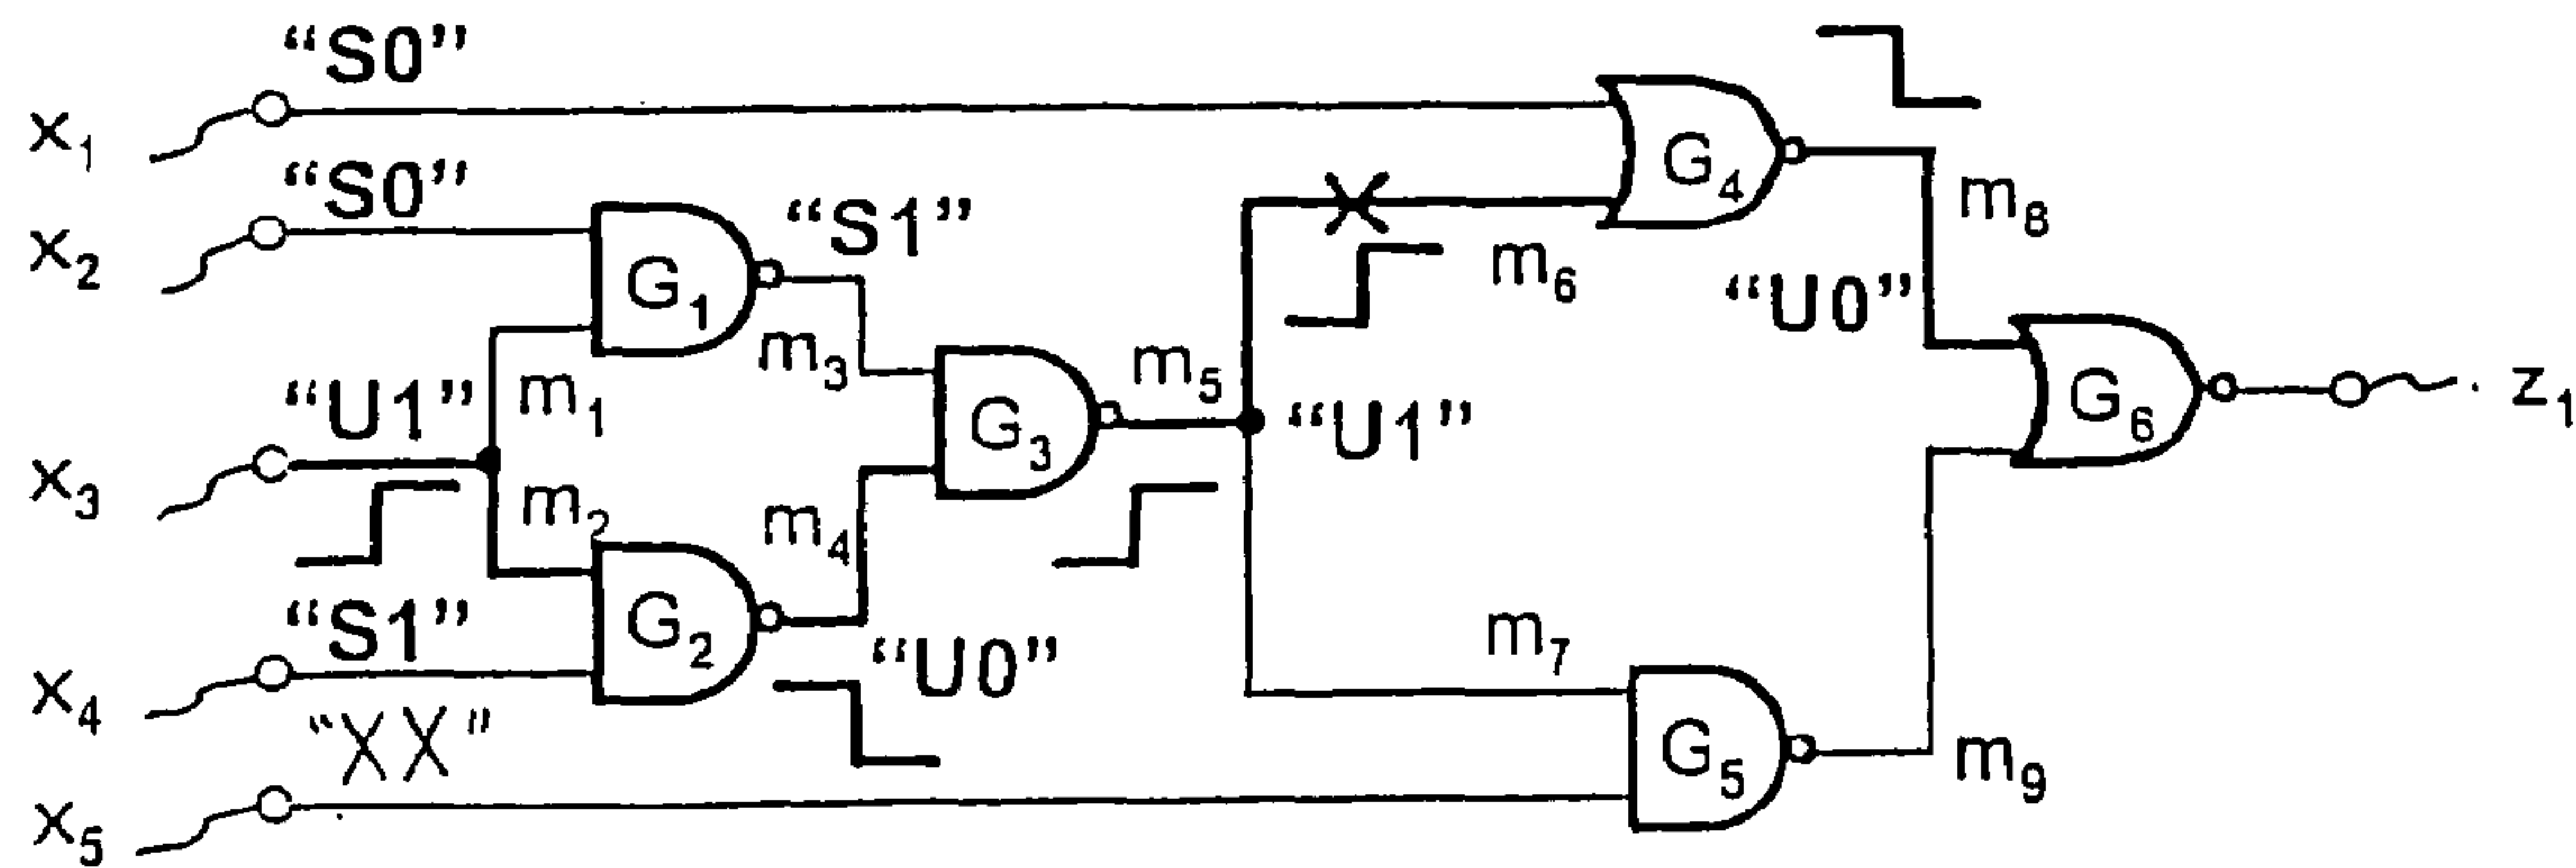 “S0”
x₁
“S0”
x₂
G₁
“S1”
m₃
m₁
“U1”
x₃
m₂
G₂
“S1”
x₄
“U0”
m₄
G₃
m₅
“U1”
“XX”
x₅
m₆
G₄
m₈
“U0”
G₆
z₁
m₇
G₅
m₉